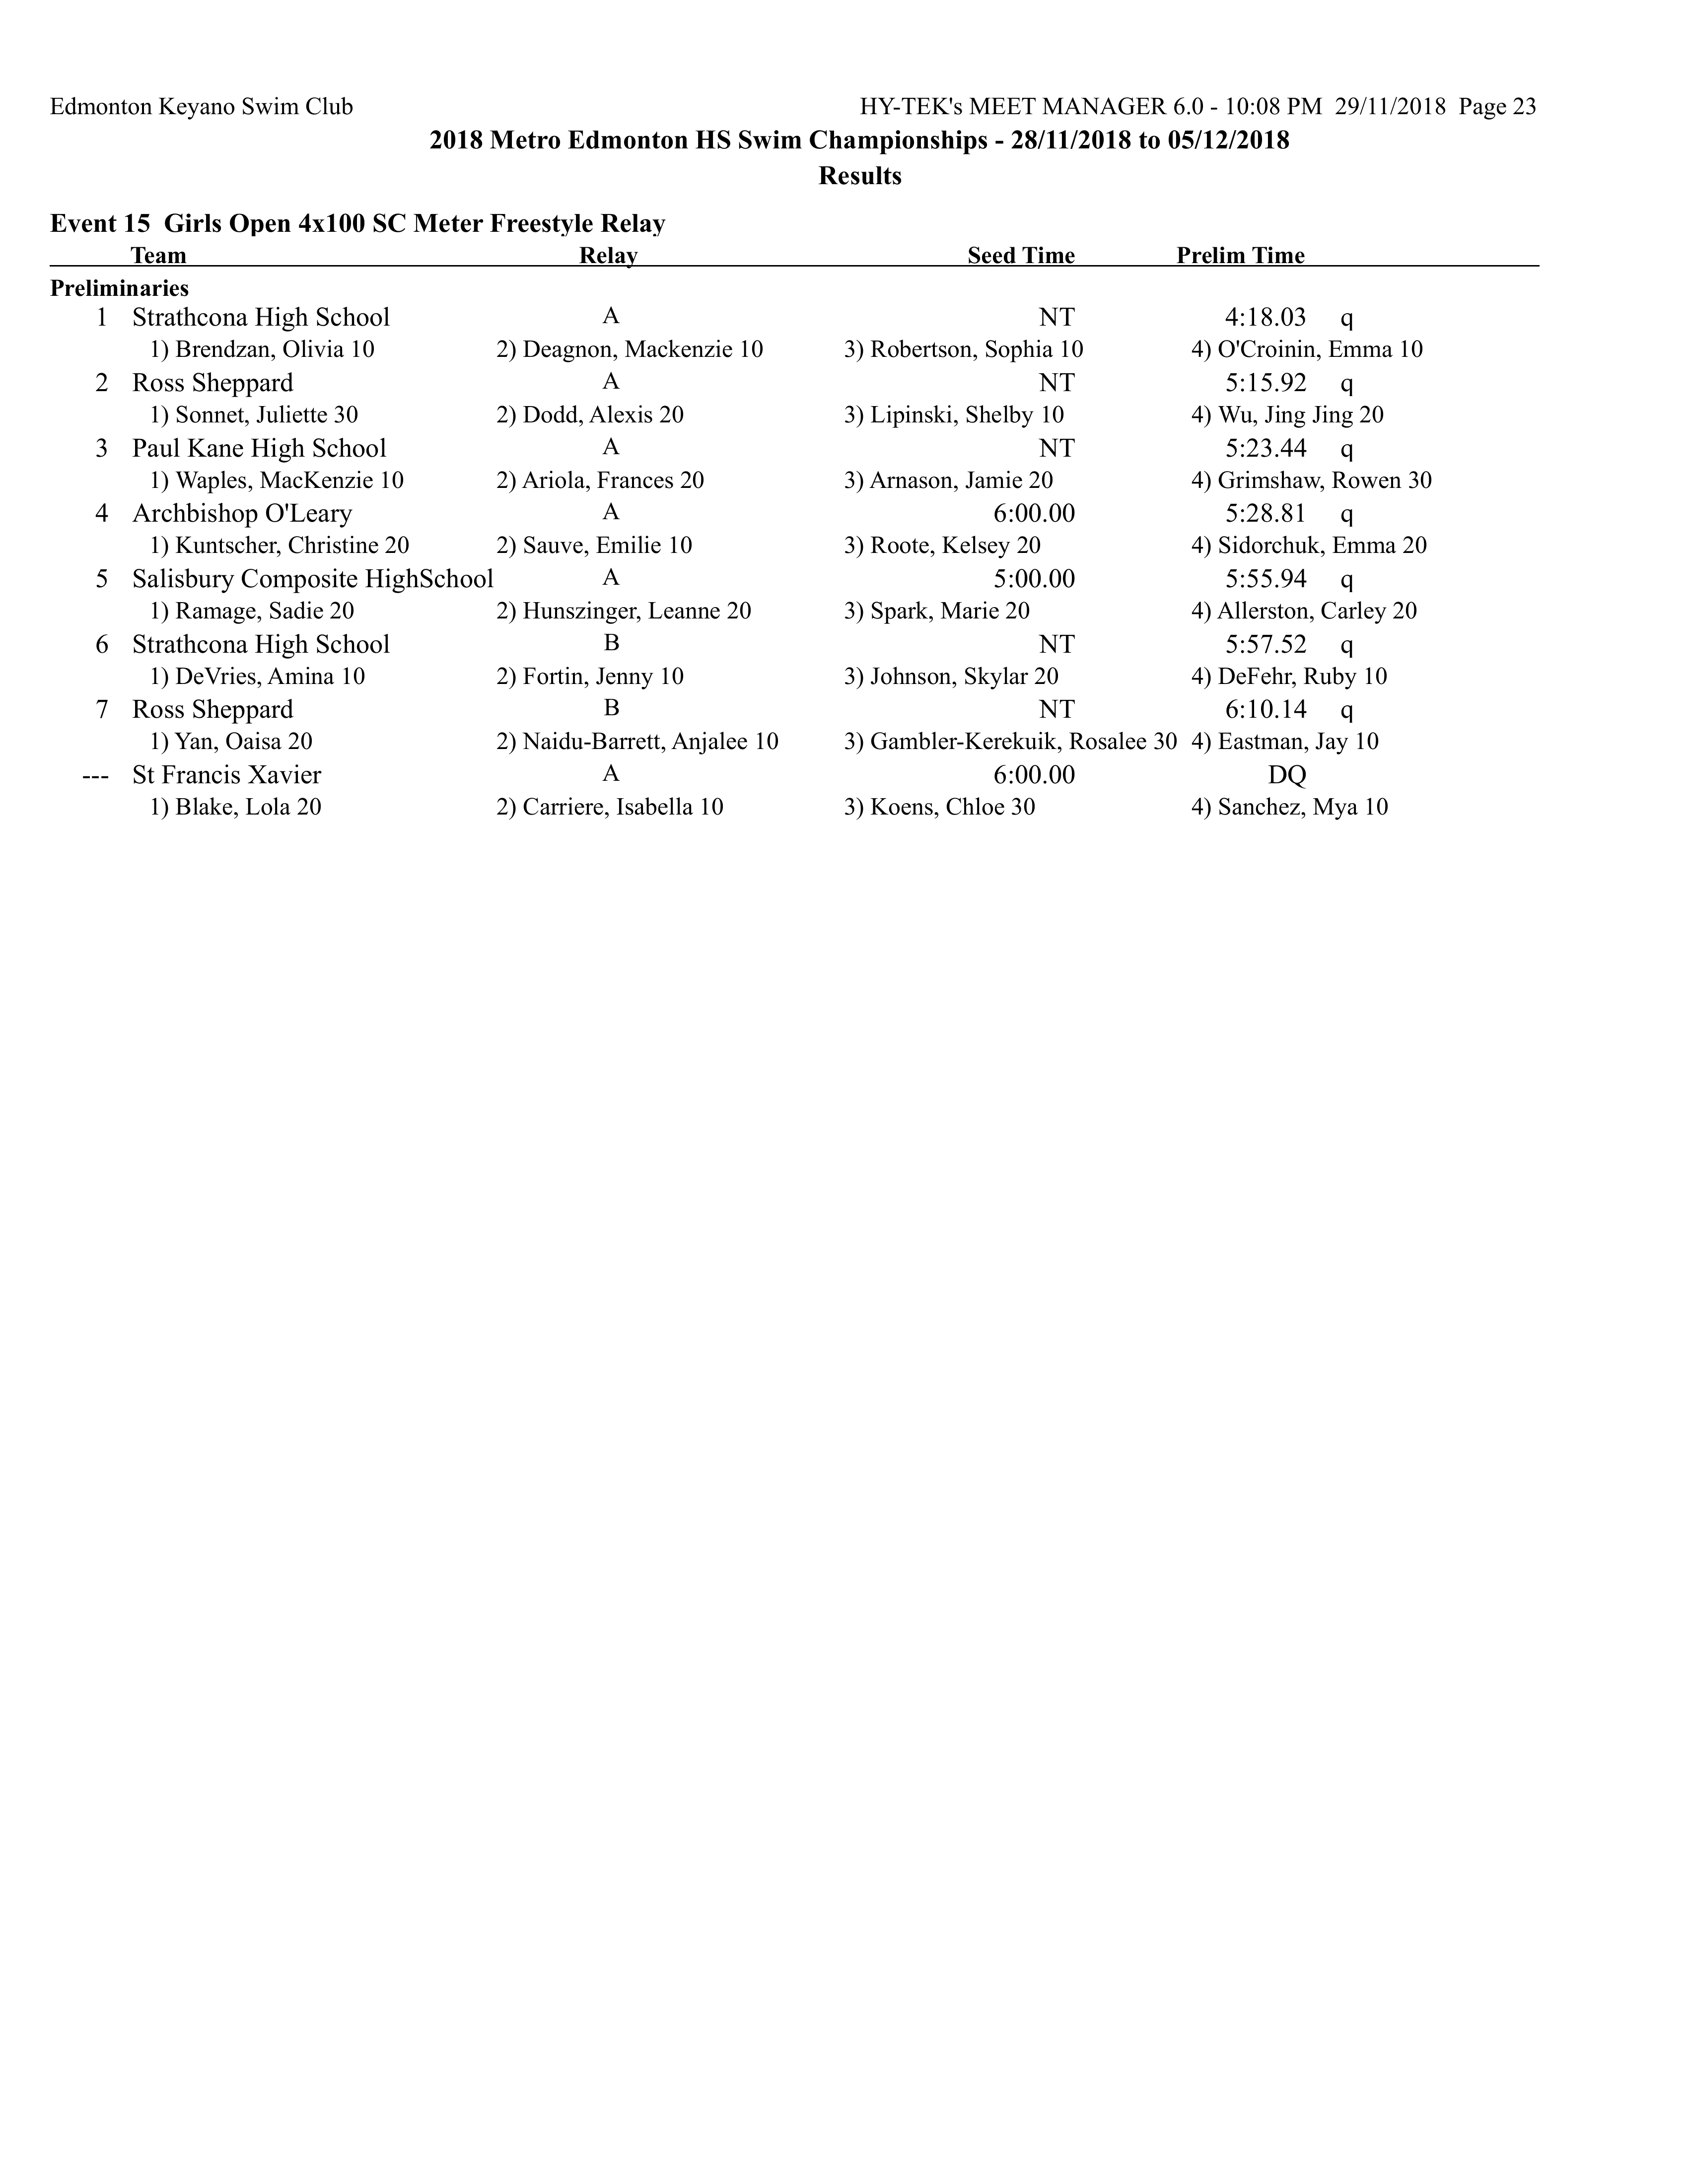 Edmonton Keyano Swim Club HY-TEK's MEET MANAGER 6.0 - 10:08 PM 29/11/2018 Page 23
2018 Metro Edmonton HS Swim Championships - 28/11/2018 to 05/12/2018
Results
Event 15 Girls Open 4x100 SC Meter Freestyle Relay
Team Relay Seed Time Prelim Time
Preliminaries
1 Strathcona High School A NT 4:18.03 q
1) Brendzan, Olivia 10 2) Deagnon, Mackenzie 10 3) Robertson, Sophia 10 4) O'Croinin, Emma 10
2 Ross Sheppard A NT 5:15.92 q
1) Sonnet, Juliette 30 2) Dodd, Alexis 20 3) Lipinski, Shelby 10 4) Wu, Jing Jing 20
3 Paul Kane High School A NT 5:23.44 q
1) Waples, MacKenzie 10 2) Ariola, Frances 20 3) Arnason, Jamie 20 4) Grimshaw, Rowen 30
4 Archbishop O'Leary A 6:00.00 5:28.81 q
1) Kuntscher, Christine 20 2) Sauve, Emilie 10 3) Roote, Kelsey 20 4) Sidorchuk, Emma 20
5 Salisbury Composite HighSchool A 5:00.00 5:55.94 q
1) Ramage, Sadie 20 2) Hunszinger, Leanne 20 3) Spark, Marie 20 4) Allerston, Carley 20
6 Strathcona High School B NT 5:57.52 q
1) DeVries, Amina 10 2) Fortin, Jenny 10 3) Johnson, Skylar 20 4) DeFehr, Ruby 10
7 Ross Sheppard B NT 6:10.14 q
1) Yan, Oaisa 20 2) Naidu-Barrett, Anjalee 10 3) Gambler-Kerekuik, Rosalee 30 4) Eastman, Jay 10
--- St Francis Xavier A 6:00.00 DQ
1) Blake, Lola 20 2) Carriere, Isabella 10 3) Koens, Chloe 30 4) Sanchez, Mya 10